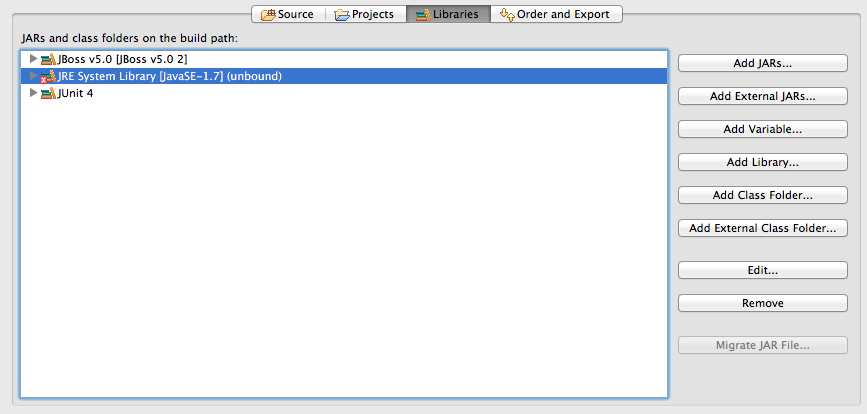 Source
Projects
Libraries
Order and Export
JARs and class folders on the build path:
JBoss v5.0 [JBoss v5.0 2]
JRE System Library [JavaSE-1.7] (unbound)
JUnit 4
Add JARs...
Add External JARs...
Add Variable...
Add Library...
Add Class Folder...
Add External Class Folder...
Edit...
Remove
Migrate JAR File...